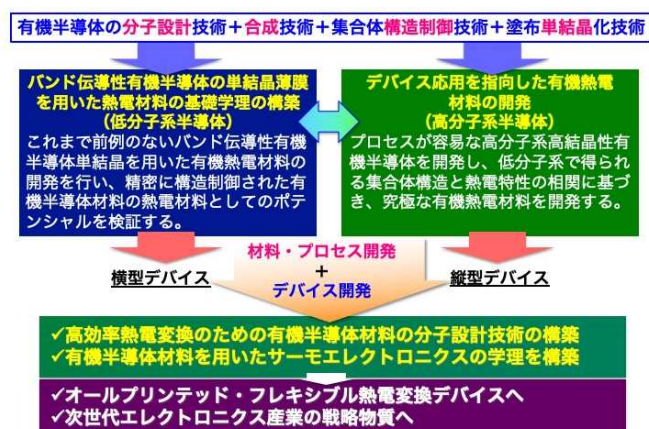 有機半導体の分子設計技術＋合成技術＋集合体構造制御技術＋塗布単結晶化技術
バンド伝導性有機半導体の単結晶薄膜
を用いた熱電材料の基礎学理の構築
（低分子系半導体）
これまで前例のないバンド伝導性有機
半導体単結晶を用いた有機熱電材料の
開発を行い、精密に構造制御された有
機半導体材料の熱電材料としてのポテ
ンシャルを検証する。
デバイス応用を指向した有機熱電
材料の開発
（高分子系半導体）
プロセスが容易な高分子系高結晶性有
機半導体を開発し、低分子系で得られ
る集合体構造と熱電特性の相関に基づ
き、究極な有機熱電材料を開発する。
横型デバイス
材料・プロセス開発
＋
デバイス開発
縦型デバイス
✓高効率熱電変換のための有機半導体材料の分子設計技術の構築
✓有機半導体材料を用いたサーモエレクトロニクスの学理を構築
✓オールプリンテッド・フレキシブル熱電変換デバイスへ
✓次世代エレクトロニクス産業の戦略物質へ